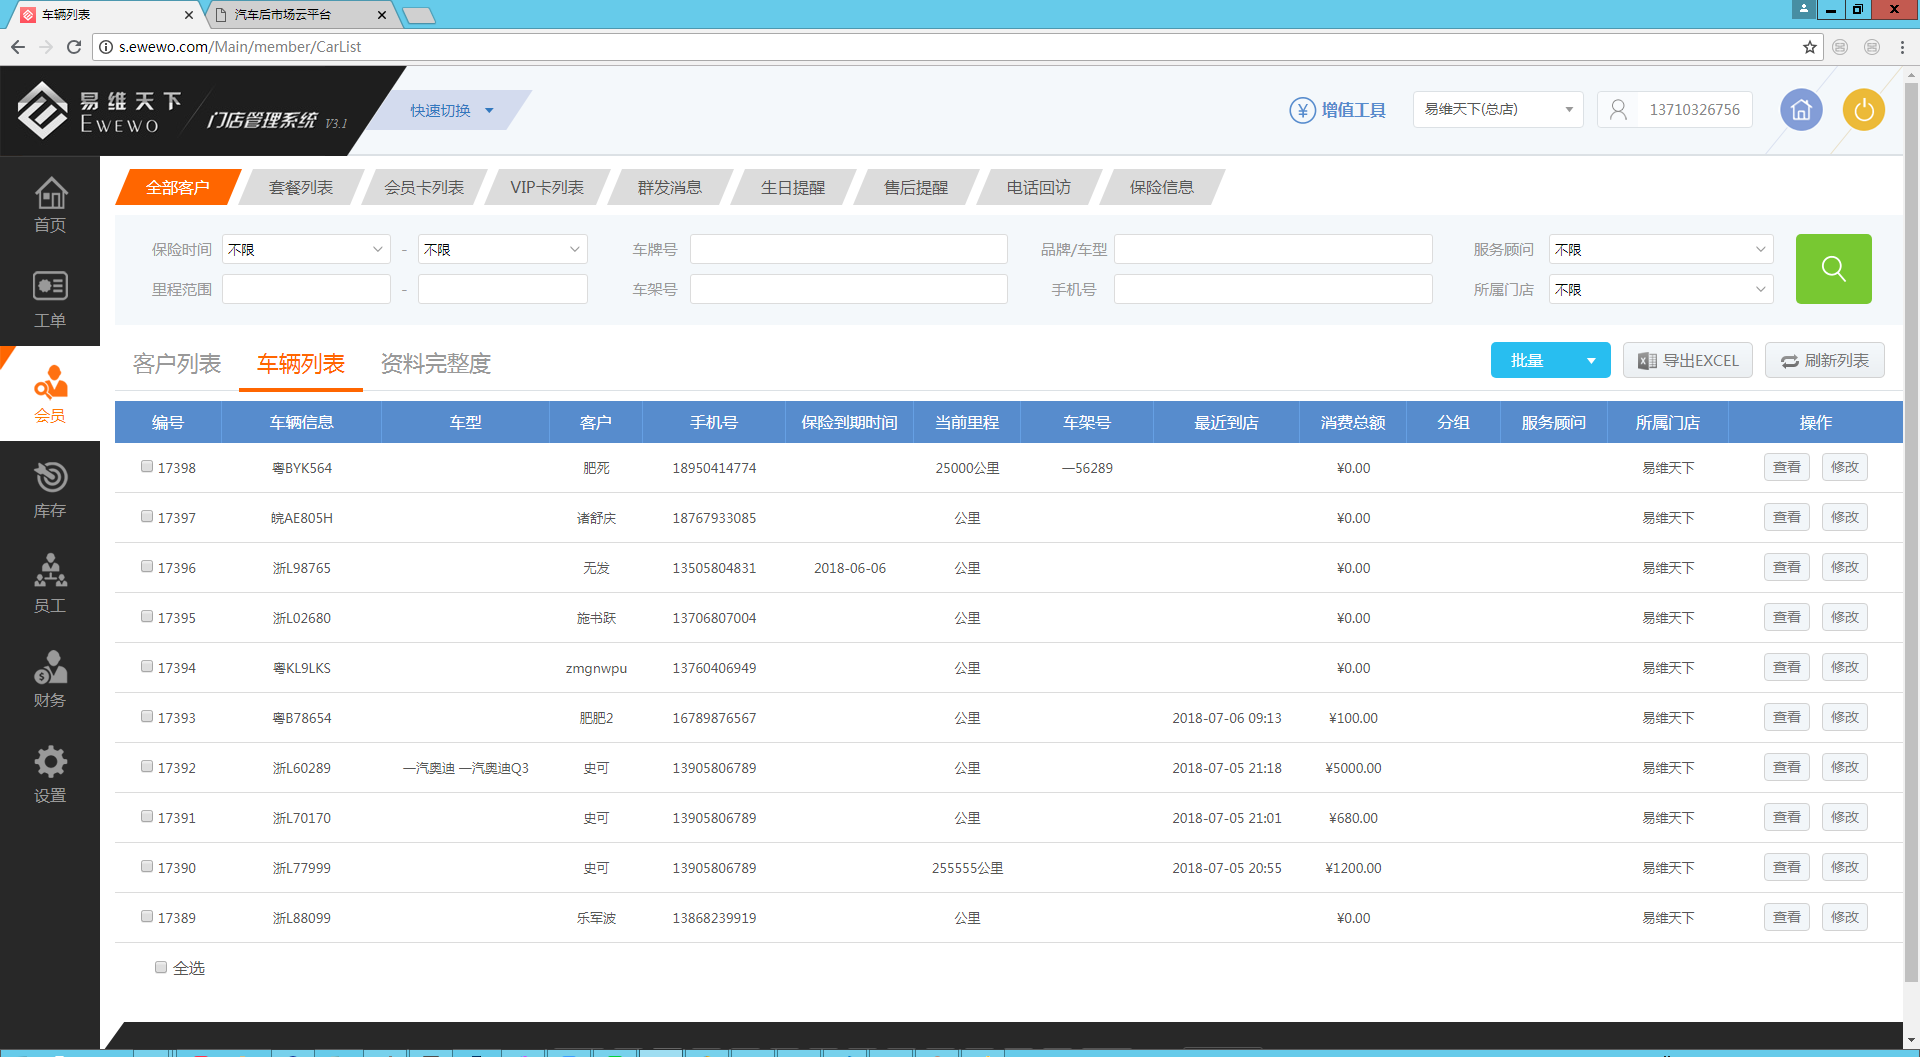 车辆列表
汽车后市场云平台
s.ewewo.com/Main/member/CarList
易维天下
EWEWO
门店管理系统 V3.1
快速切换
增值工具
易维天下(总店)
13710326756
首页
工单
会员
库存
员工
财务
设置
全部客户 套餐列表 会员卡列表 VIP卡列表 群发消息 生日提醒 售后提醒 电话回访 保险信息
保险时间 不限 - 不限 车牌号 品牌/车型 服务顾问 不限
里程范围 - 车架号 手机号 所属门店 不限
客户列表 车辆列表 资料完整度 批量 导出EXCEL 刷新列表
编号 车辆信息 车型 客户 手机号 保险到期时间 当前里程 车架号 最近到店 消费总额 分组 服务顾问 所属门店 操作
17398 粤BYK564 肥死 18950414774 25000公里 —56289 ¥0.00 易维天下 查看 修改
17397 皖AE805H 诸舒庆 18767933085 公里 ¥0.00 易维天下 查看 修改
17396 浙L98765 无发 13505804831 2018-06-06 公里 ¥0.00 易维天下 查看 修改
17395 浙L02680 施书跃 13706807004 公里 ¥0.00 易维天下 查看 修改
17394 粤KL9LKS zmgnwpu 13760406949 公里 ¥0.00 易维天下 查看 修改
17393 粤B78654 肥肥2 16789876567 公里 2018-07-06 09:13 ¥100.00 易维天下 查看 修改
17392 浙L60289 一汽奥迪 一汽奥迪Q3 史可 13905806789 公里 2018-07-05 21:18 ¥5000.00 易维天下 查看 修改
17391 浙L70170 史可 13905806789 公里 2018-07-05 21:01 ¥680.00 易维天下 查看 修改
17390 浙L77999 史可 13905806789 255555公里 2018-07-05 20:55 ¥1200.00 易维天下 查看 修改
17389 浙L88099 乐军波 13868239919 公里 ¥0.00 易维天下 查看 修改
全选